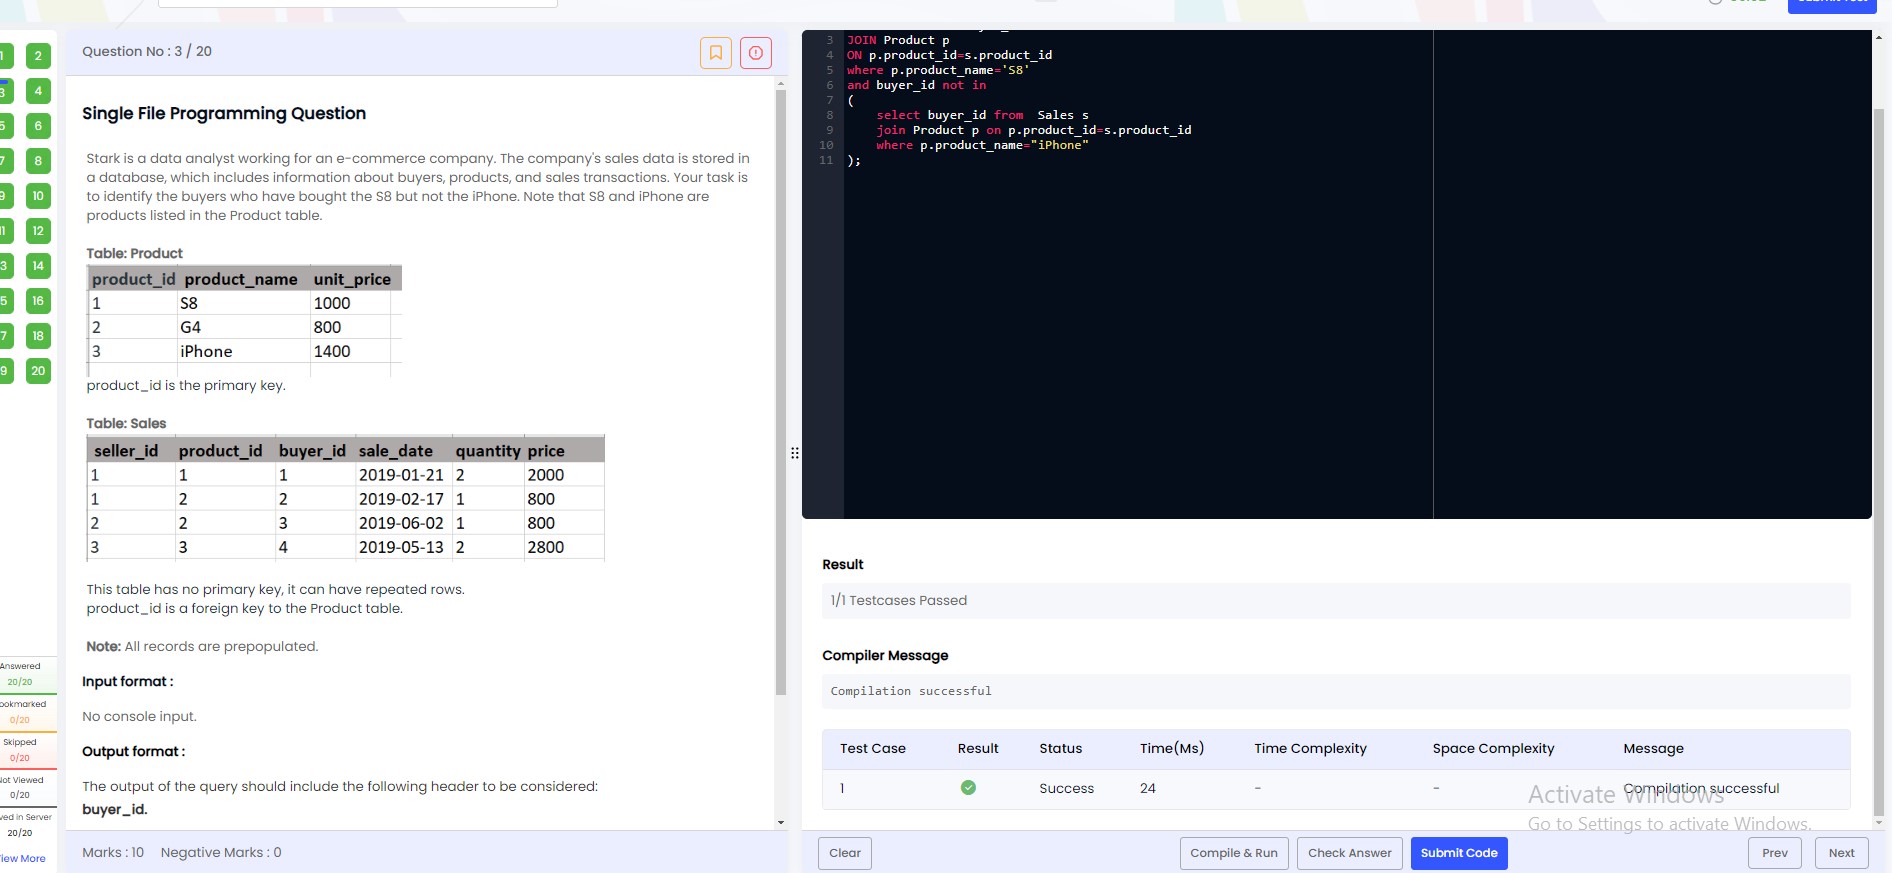 Question No : 3 / 20
1 2
3 4
5 6
7 8
9 10
11 12
3 14
5 16
7 18
9 20
Answered
20/20
ookmarked
0/20
Skipped
0/20
Not Viewed
0/20
ved in Server
20/20
iew More
Single File Programming Question
Stark is a data analyst working for an e-commerce company. The company's sales data is stored in
a database, which includes information about buyers, products, and sales transactions. Your task is
to identify the buyers who have bought the S8 but not the iPhone. Note that S8 and iPhone are
products listed in the Product table.
Table: Product
product_id product_name unit_price
1 S8 1000
2 G4 800
3 iPhone 1400
product_id is the primary key.
Table: Sales
seller_id product_id buyer_id sale_date quantity price
1 1 1 2019-01-21 2 2000
1 2 2 2019-02-17 1 800
2 2 3 2019-06-02 1 800
3 3 4 2019-05-13 2 2800
This table has no primary key, it can have repeated rows.
product_id is a foreign key to the Product table.
Note: All records are prepopulated.
Input format :
No console input.
Output format :
The output of the query should include the following header to be considered:
buyer_id.
Marks : 10 Negative Marks : 0
3 JOIN Product p
4 ON p.product_id=s.product_id
5 where p.product_name='S8'
6 and buyer_id not in
7 (
8 select buyer_id from  Sales s
9 join Product p on p.product_id=s.product_id
10 where p.product_name="iPhone"
11 );
Result
1/1 Testcases Passed
Compiler Message
Compilation successful
Test Case Result Status Time(Ms) Time Complexity Space Complexity Message
1 Success 24 - - Compilation successful
Activate Windows
Go to Settings to activate Windows.
Clear Compile & Run Check Answer Submit Code Prev Next